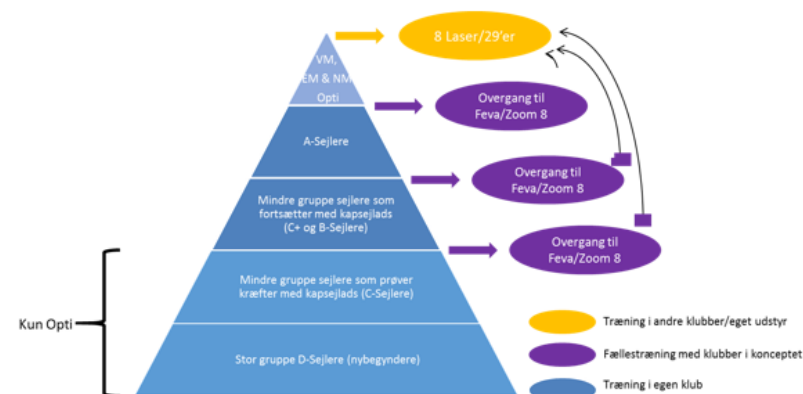 8 Laser/29'er
VM,
EM & NM
Opti
Overgang til
Feva/Zoom 8
A-Sejlere
Overgang til
Feva/Zoom 8
Mindre gruppe sejlere som
fortsætter med kapsejlads
(C+ og B-Sejlere)
Overgang til
Feva/Zoom 8
Mindre gruppe sejlere som prøver
kræfter med kapsejlads (C-Sejlere)
Kun Opti
Træning i andre klubber/eget udstyr
Fællestræning med klubber i konceptet
Stor gruppe D-Sejlere (nybegyndere)
Træning i egen klub